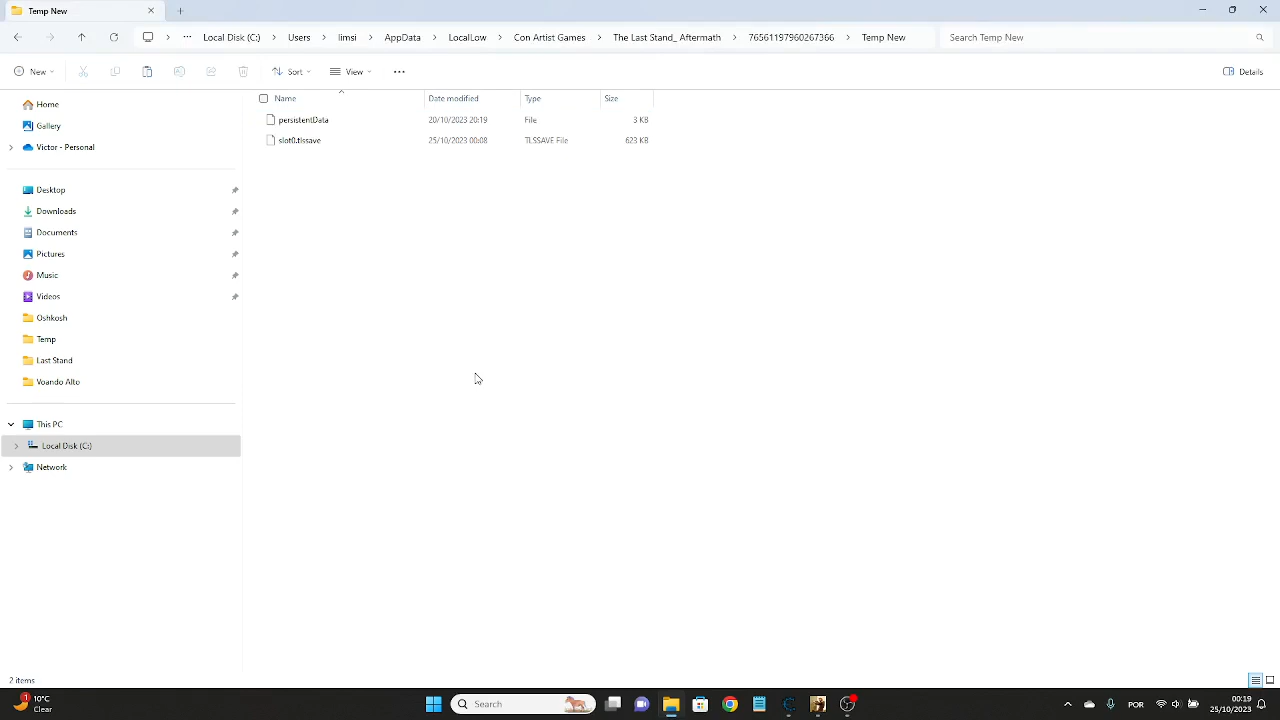 Temp New
Local Disk (C:) Users limsi AppData LocalLow Con Artist Games The Last Stand_ Aftermath 76561197960267366 Temp New Search Temp New
New Sort View Details
Name Date modified Type Size
persistentData 20/10/2023 20:19 File 3 KB
slot0.tlssave 25/10/2023 00:08 TLSSAVE File 623 KB
Home
Gallery
Victor - Personal
Desktop
Downloads
Documents
Pictures
Music
Videos
Oshkosh
Temp
Last Stand
Voando Alto
This PC
Local Disk (C:)
Network
2 items
1 10°C
Clear
Search
POR
00:19
25/10/2023